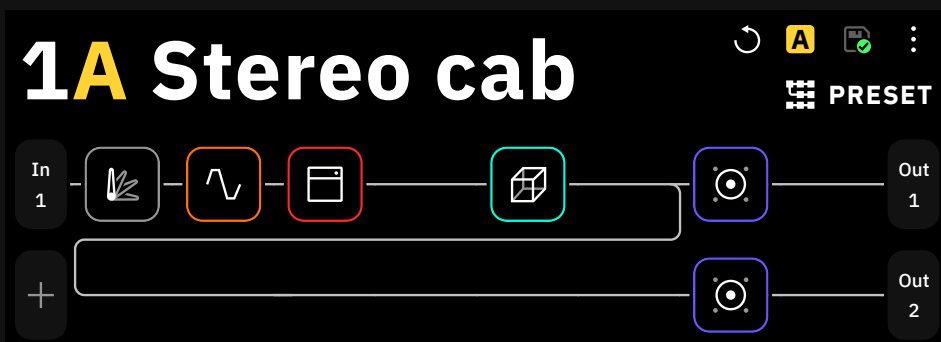 1A Stereo cab
A
PRESET
In
1
Out
1
Out
2